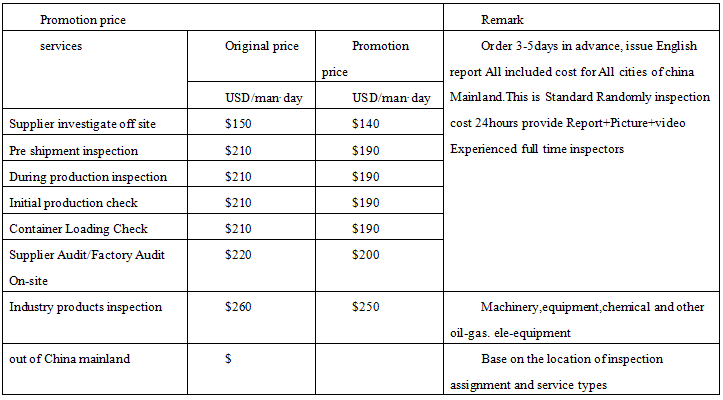 Promotion price Remark
services Original price Promotion price
USD/man·day USD/man·day
Order 3-5days in advance, issue English
report All included cost for All cities of china
Mainland.This is Standard Randomly inspection
cost 24hours provide Report+Picture+video
Experienced full time inspectors
Supplier investigate off site $150 $140
Pre shipment inspection $210 $190
During production inspection $210 $190
Initial production check $210 $190
Container Loading Check $210 $190
Supplier Audit/Factory Audit $220 $200
On-site
Industry products inspection $260 $250 Machinery,equipment,chemical and other
oil-gas. ele-equipment
out of China mainland $ Base on the location of inspection
assignment and service types